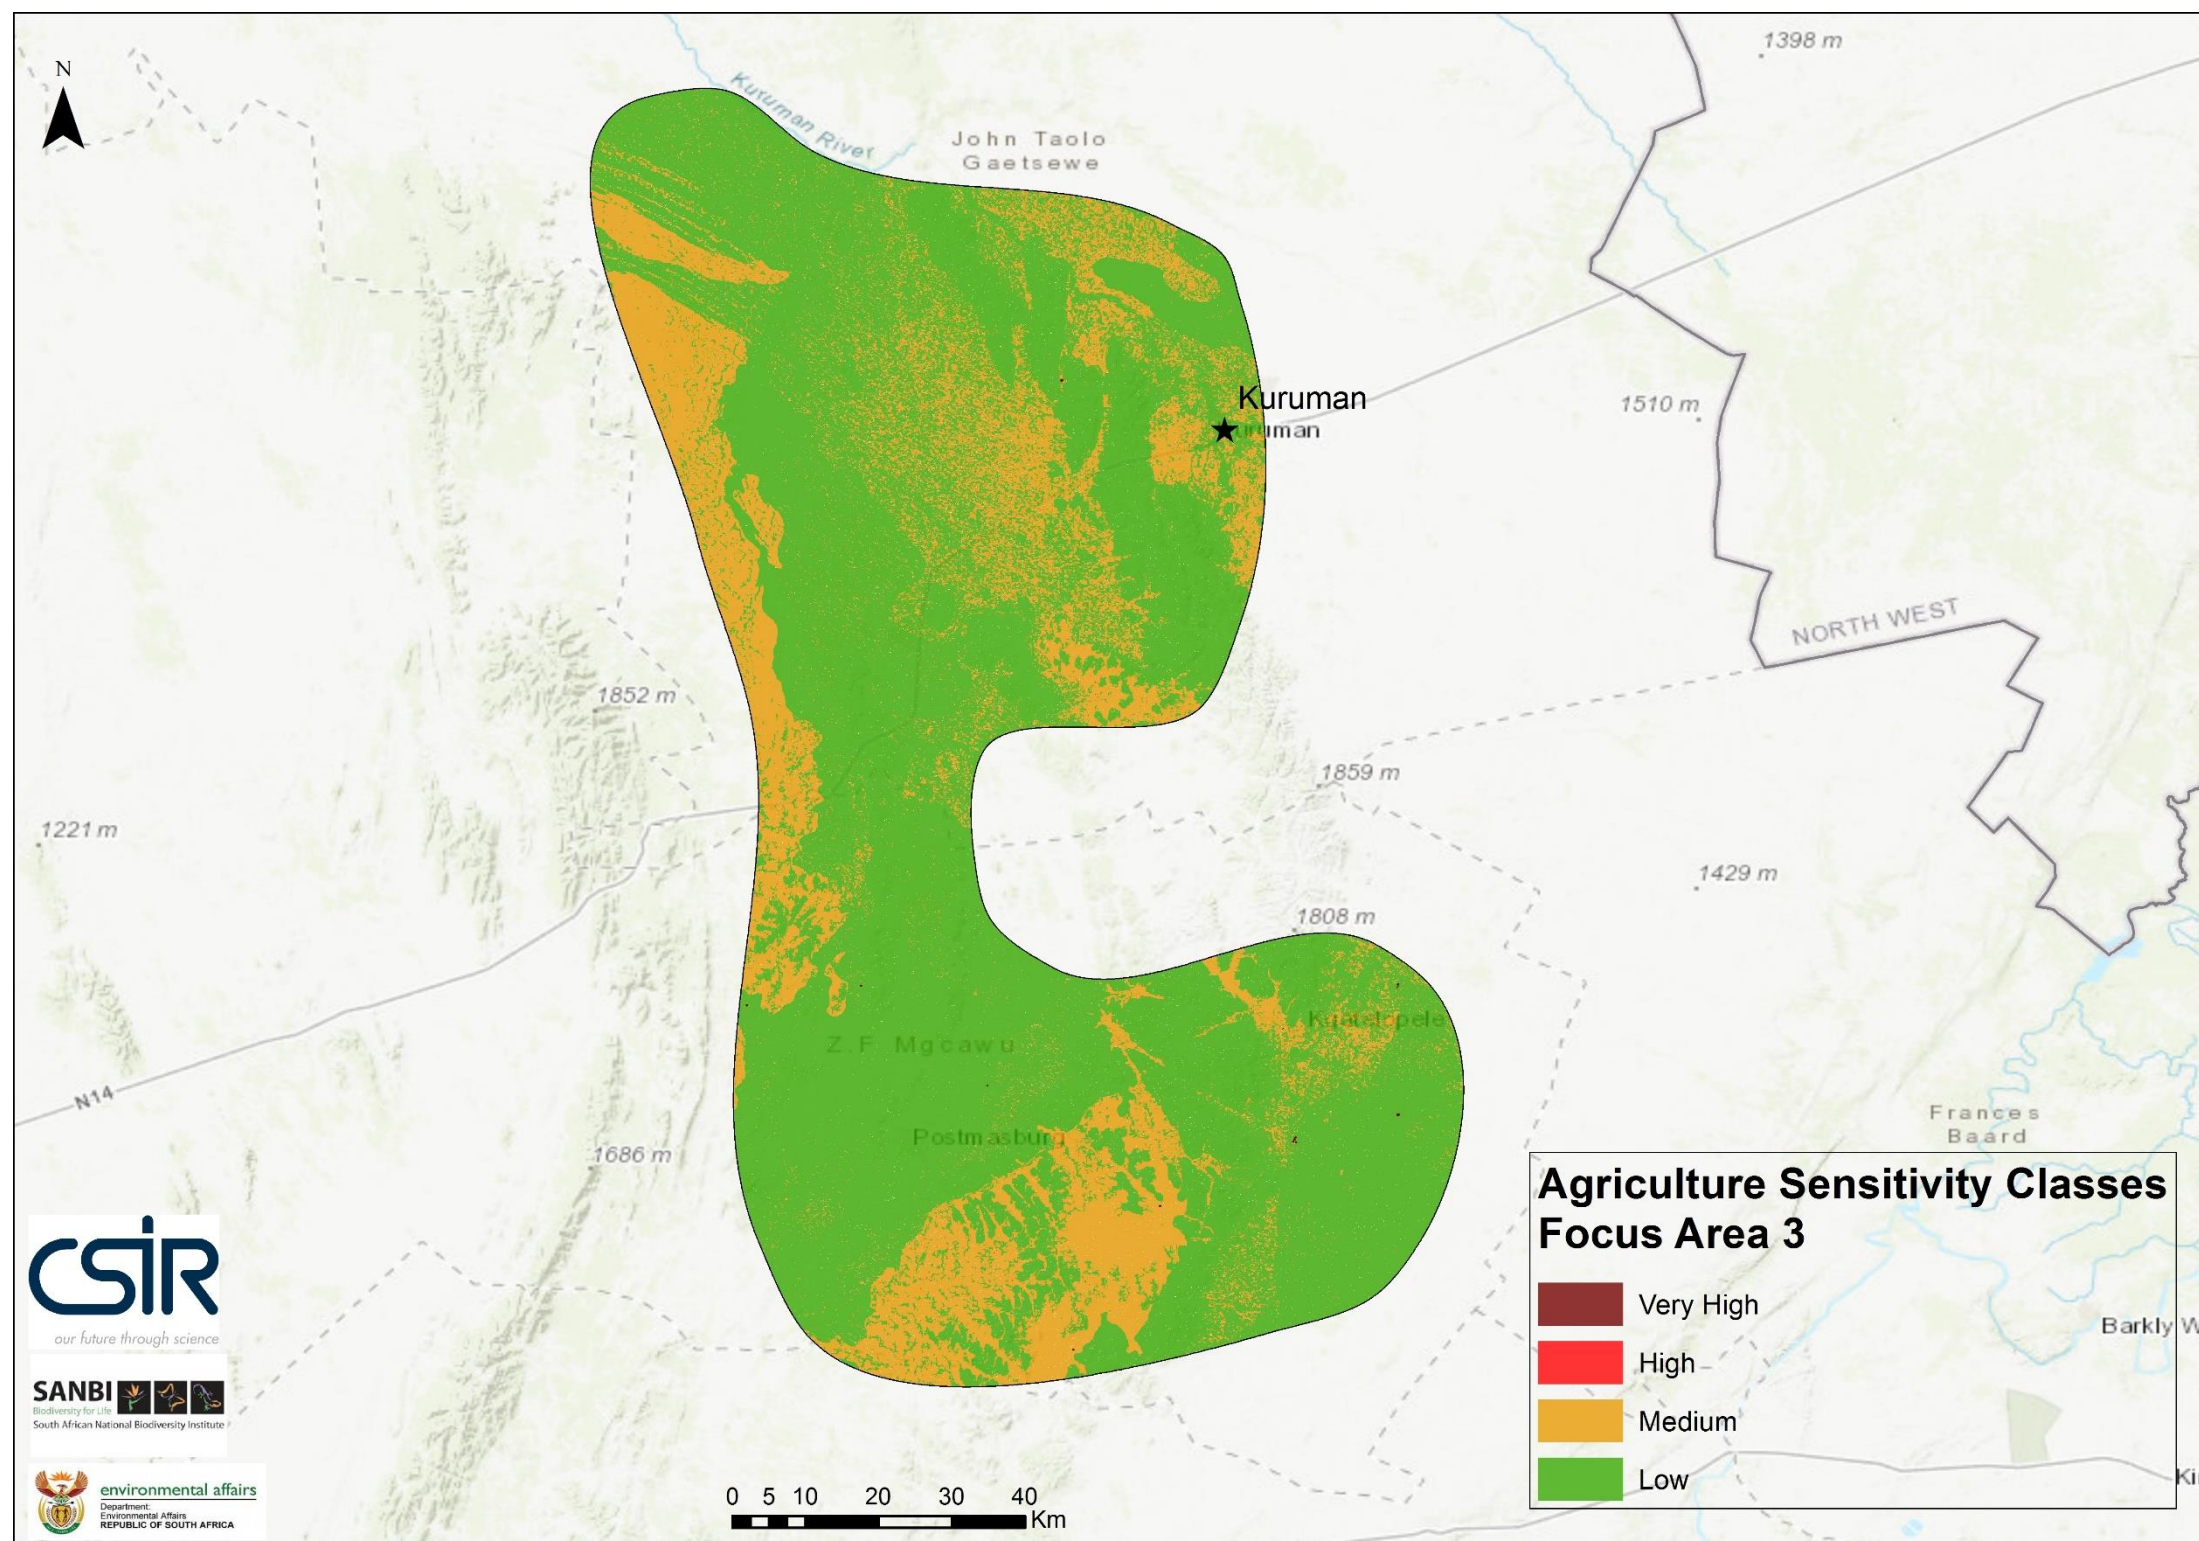 1398 m
N
Kuruman River
John Taolo
Gaetsewe
Kuruman
1510 m
NORTH WEST
1852 m
1859 m
1221 m
1429 m
1808 m
Z.F Mgcawu
N14
Postmasburg
1686 m
Frances
Baard
Agriculture Sensitivity Classes
Focus Area 3
Very High
High
Medium
Low
Barkly W
Ki
CSIR
our future through science
SANBI
Biodiversity for Life
South African National Biodiversity Institute
environmental affairs
Department:
Environmental Affairs
REPUBLIC OF SOUTH AFRICA
0 5 10 20 30 40
Km